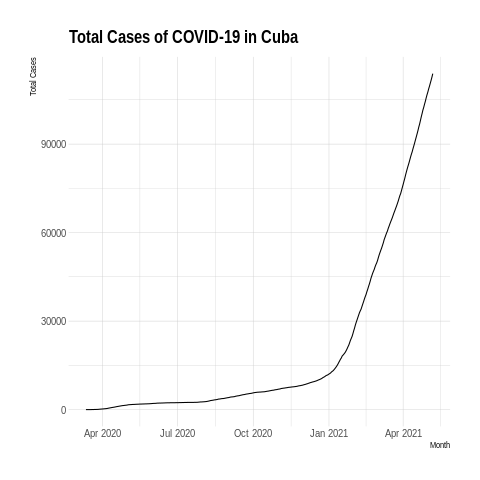 Total Cases of COVID-19 in Cuba
Total Cases
90000
60000
30000
0
Apr 2020 Jul 2020 Oct 2020 Jan 2021 Apr 2021
Month